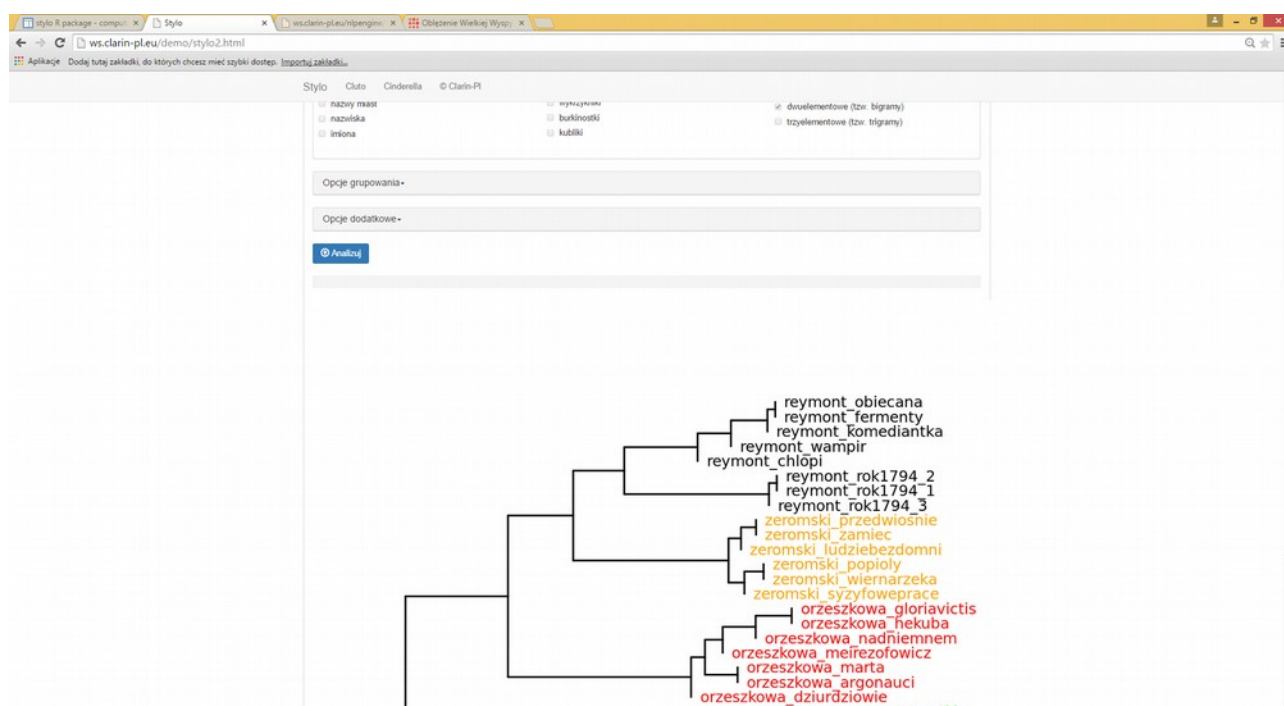 stylo R package - comput
Stylo
ws.clarin-pl.eu/nlpengine
Oblężenie Wielkiej Wyspy
ws.clarin-pl.eu/demo/stylo2.html
Aplikacje Dodaj tutaj zakładki, do których chcesz mieć szybki dostęp. Importuj zakładki...
Stylo Cluto Cinderella © Clarin-Pl
nazwy miast wykrzykniki dwuelementowe (tzw. bigramy)
nazwiska burkinostki trzyelementowe (tzw. trigramy)
imiona kubliki
Opcje grupowania
Opcje dodatkowe
Analizuj
reymont_obiecana
reymont_fermenty
reymont_komediantka
reymont_wampir
reymont_chlopi
reymont_rok1794_2
reymont_rok1794_1
reymont_rok1794_3
zeromski_przedwiosnie
zeromski_zamiec
zeromski_ludziebezdomni
zeromski_popioly
zeromski_wiernarzeka
zeromski_syzyfoweprace
orzeszkowa_gloriavictis
orzeszkowa_hekuba
orzeszkowa_nadniemnem
orzeszkowa_meirezofowicz
orzeszkowa_marta
orzeszkowa_argonauci
orzeszkowa_dziurdziowie